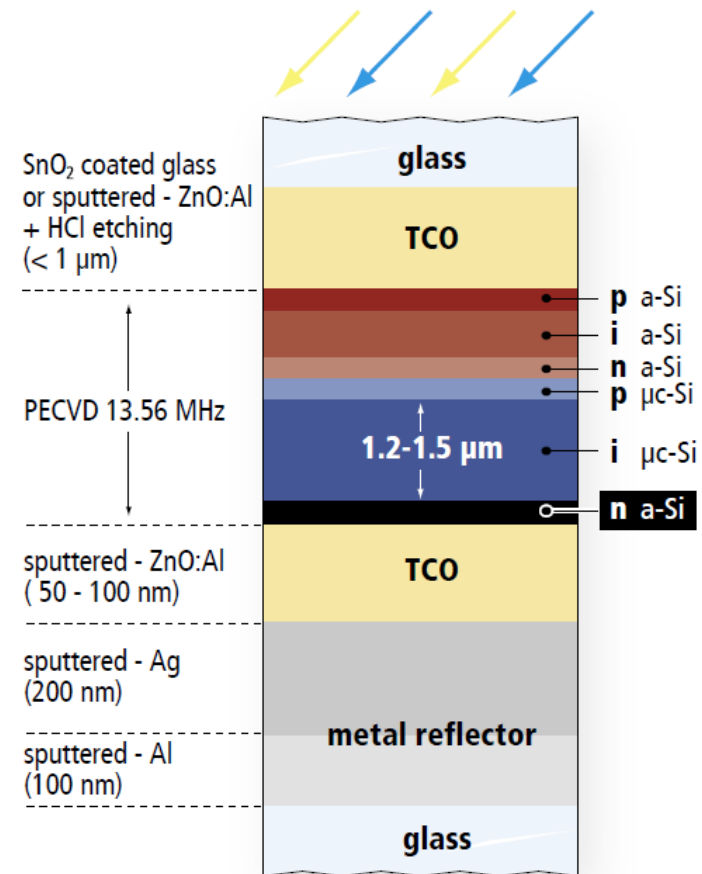 glass
SnO₂ coated glass
or sputtered - ZnO:Al
+ HCl etching
(< 1 µm)
TCO
p a-Si
i a-Si
n a-Si
p µc-Si
PECVD 13.56 MHz
1.2-1.5 µm
i µc-Si
n a-Si
sputtered - ZnO:Al
( 50 - 100 nm)
TCO
sputtered - Ag
(200 nm)
metal reflector
sputtered - Al
(100 nm)
glass